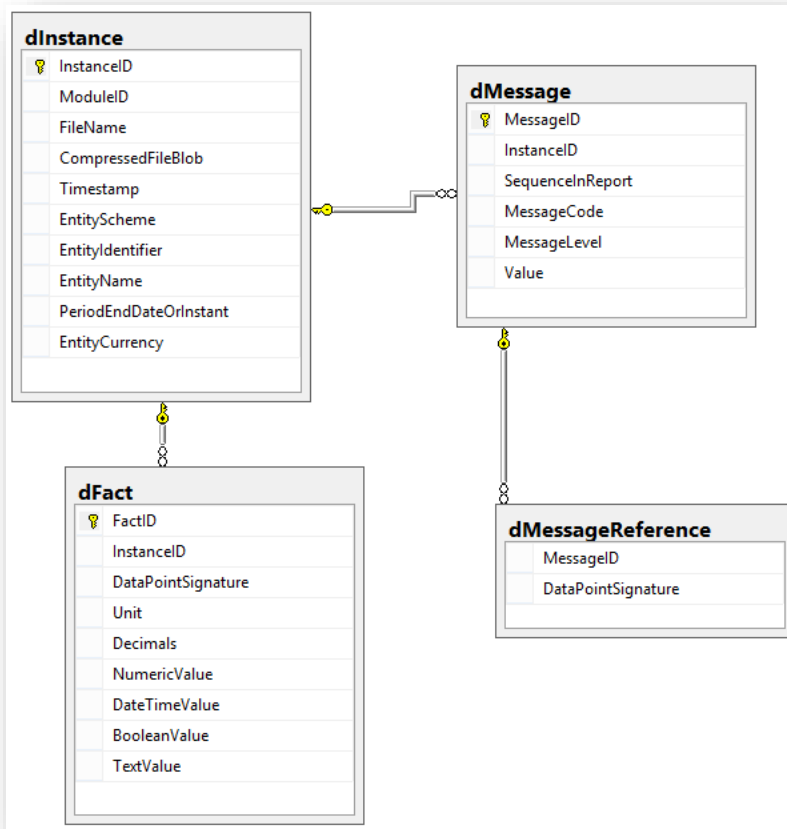 dInstance
InstanceID
ModuleID
FileName
CompressedFileBlob
Timestamp
EntityScheme
EntityIdentifier
EntityName
PeriodEndDateOrInstant
EntityCurrency
dMessage
MessageID
InstanceID
SequenceInReport
MessageCode
MessageLevel
Value
dFact
FactID
InstanceID
DataPointSignature
Unit
Decimals
NumericValue
DateTimeValue
BooleanValue
TextValue
dMessageReference
MessageID
DataPointSignature